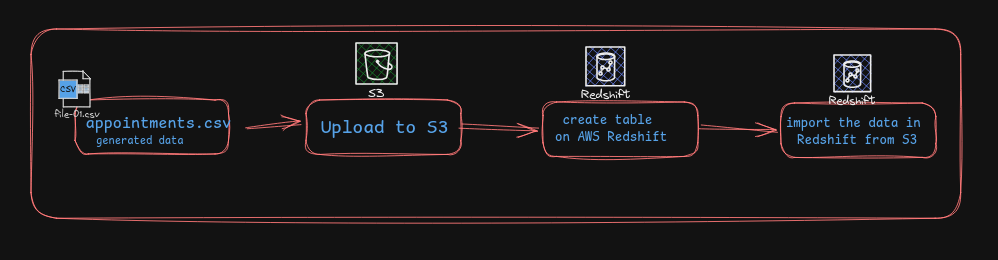 CSV
file-01.csv
appointments.csv
generated data
S3
Upload to S3
Redshift
create table
on AWS Redshift
Redshift
import the data in
Redshift from S3